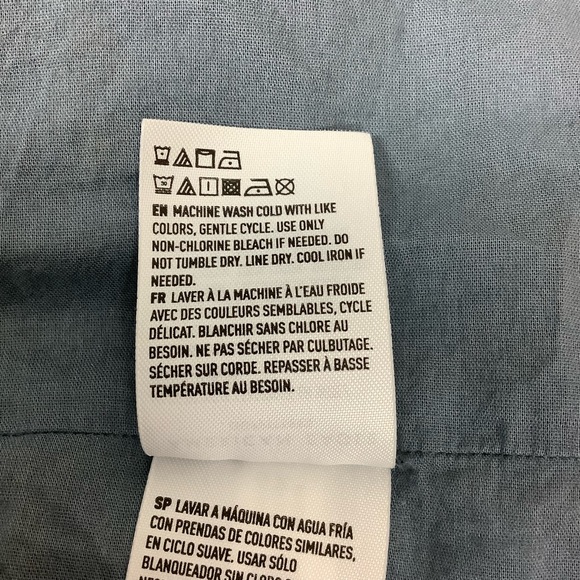 EN MACHINE WASH COLD WITH LIKE
COLORS, GENTLE CYCLE. USE ONLY
NON-CHLORINE BLEACH IF NEEDED. DO
NOT TUMBLE DRY. LINE DRY. COOL IRON IF
NEEDED.
FR LAVER À LA MACHINE À L'EAU FROIDE
AVEC DES COULEURS SEMBLABLES, CYCLE
DÉLICAT. BLANCHIR SANS CHLORE AU
BESOIN. NE PAS SÉCHER PAR CULBUTAGE.
SÉCHER SUR CORDE. REPASSER À BASSE
TEMPÉRATURE AU BESOIN.
SP LAVAR A MÁQUINA CON AGUA FRÍA
CON PRENDAS DE COLORES SIMILARES,
EN CICLO SUAVE. USAR SÓLO
BLANQUEADOR SIN CLORO